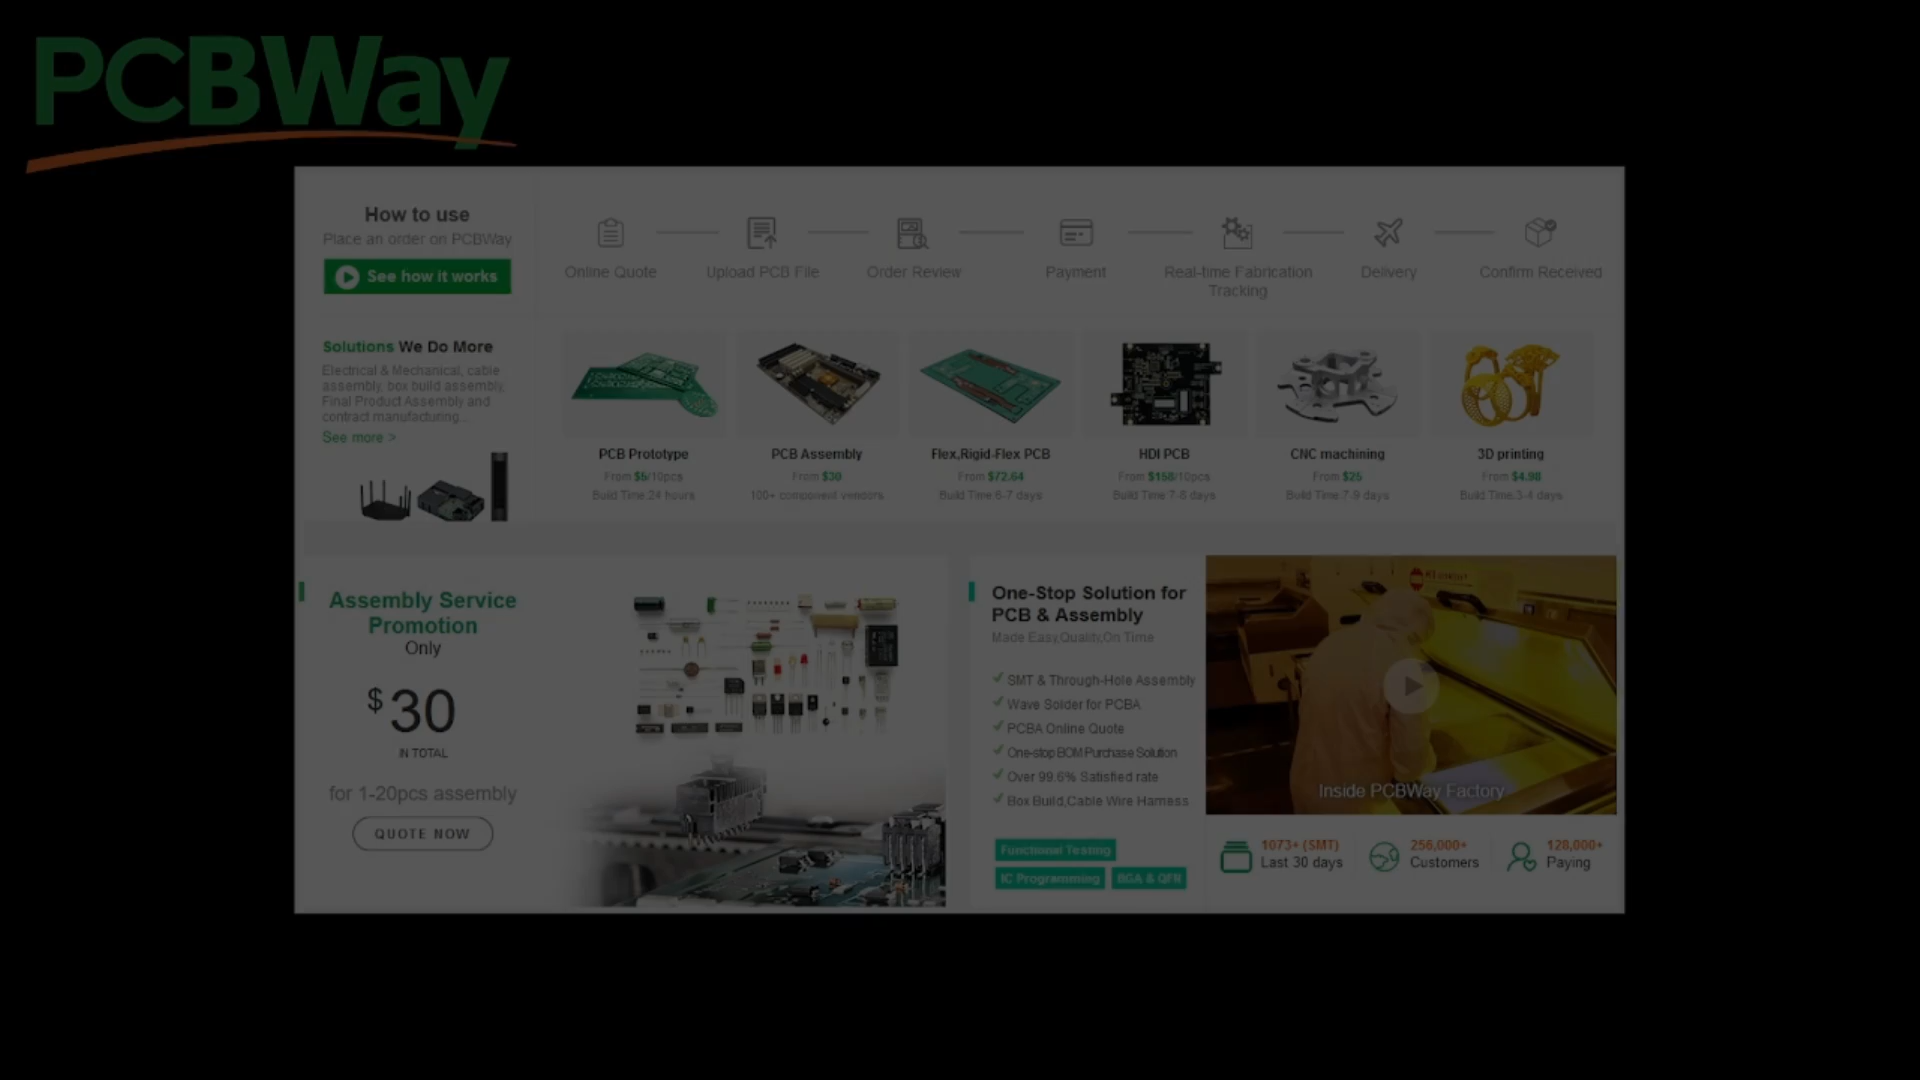 PCBWay
How to use
Place an order on PCBWay
See how it works
Online Quote
Upload PCB File
Order Review
Payment
Real-time Fabrication
Tracking
Delivery
Confirm Received
Solutions We Do More
Electrical & Mechanical, cable
assembly, box build assembly,
Final Product Assembly and
contract manufacturing...
See more >
PCB Prototype
From $5/10pcs
Build Time:24 hours
PCB Assembly
From $30
100+ component vendors
Flex,Rigid-Flex PCB
From $72.64
Build Time:6-7 days
HDI PCB
From $158/10pcs
Build Time:7-8 days
CNC machining
From $25
Build Time:7-9 days
3D printing
From $4.98
Build Time:3-4 days
Assembly Service
Promotion
Only
$30
IN TOTAL
for 1-20pcs assembly
QUOTE NOW
One-Stop Solution for
PCB & Assembly
Made Easy,Quality,On Time
SMT & Through-Hole Assembly
Wave Solder for PCBA
PCBA Online Quote
One-stop BOM Purchase Solution
Over 99.6% Satisfied rate
Box Build,Cable Wire Harness
Functional Testing
IC Programming
BGA & QFN
Inside PCBWay Factory
1073+ (SMT)
Last 30 days
256,000+
Customers
128,000+
Paying